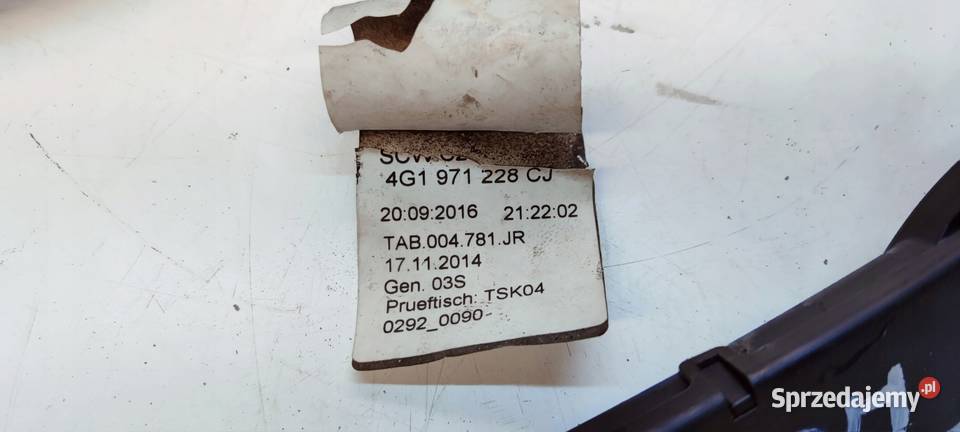 4G1 971 228 CJ
20:09:2016 21:22:02
TAB.004.781.JR
17.11.2014
Gen. 03S
Prueftisch: TSK04
0292_0090-
Sprzedajemy.pl